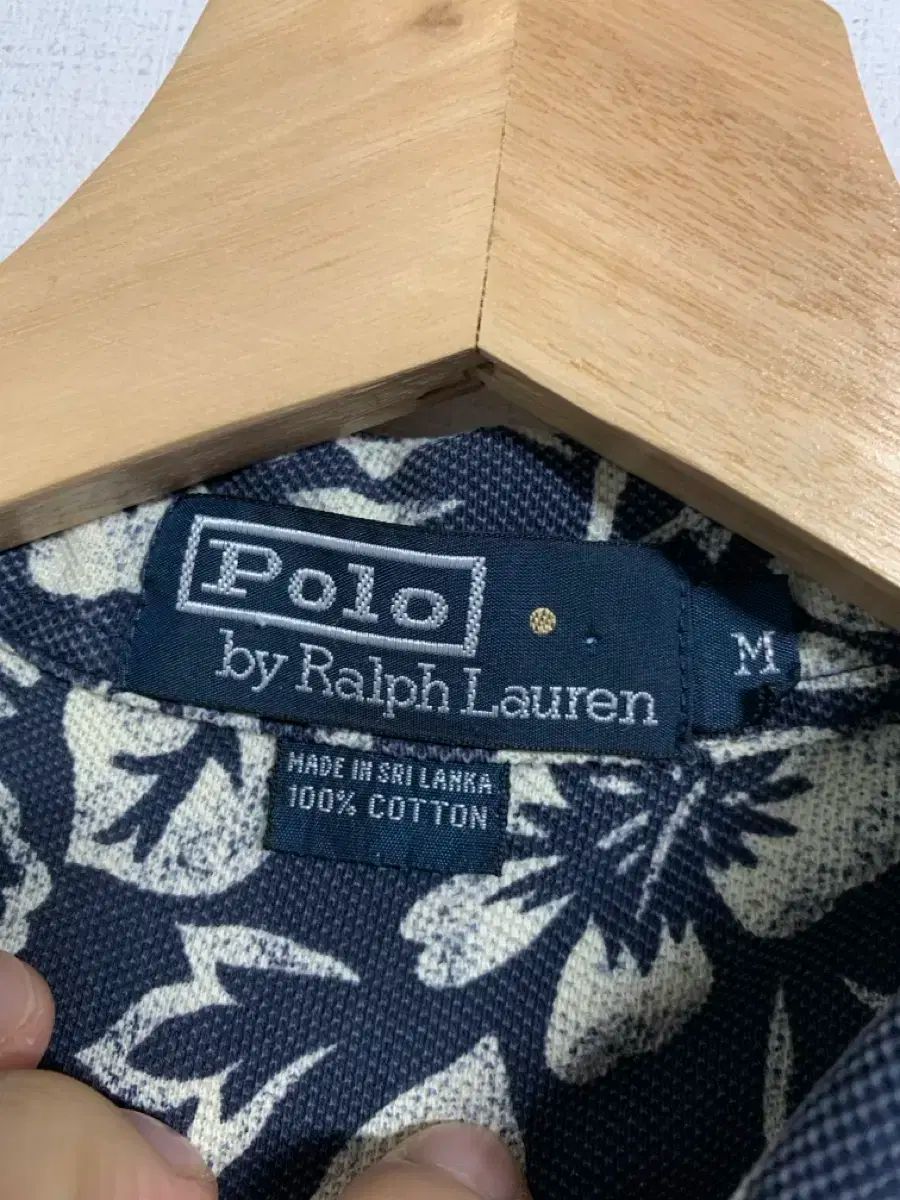 Polo
by Ralph Lauren
M
MADE IN SRI LANKA
100% COTTON